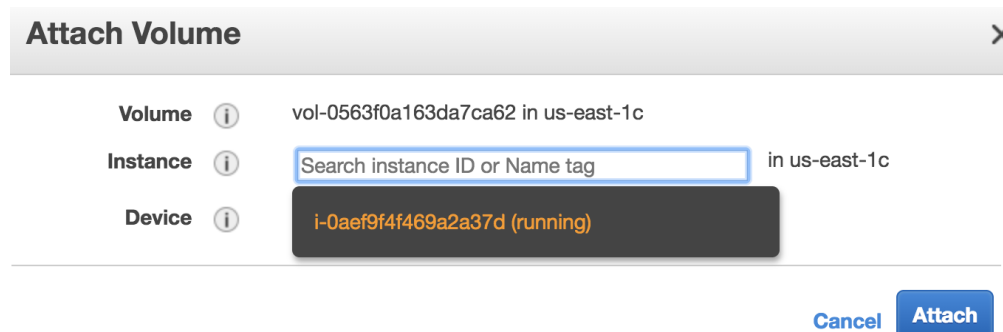 Attach Volume
Volume i vol-0563f0a163da7ca62 in us-east-1c
Instance i Search instance ID or Name tag in us-east-1c
Device i i-0aef9f4f469a2a37d (running)
Cancel Attach